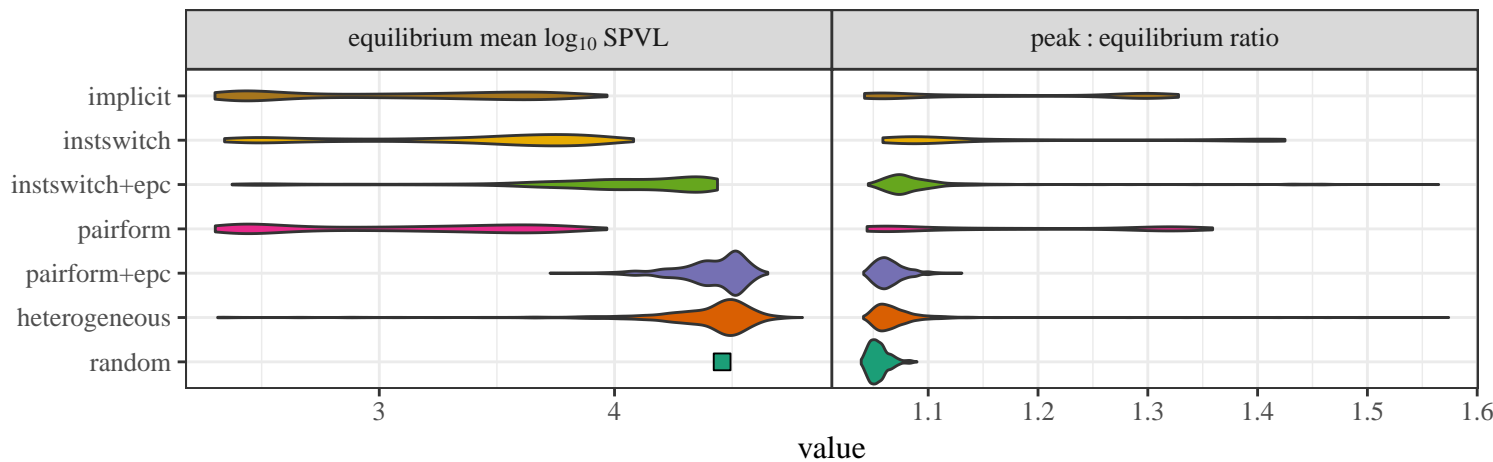 equilibrium mean log₁₀ SPVL
peak : equilibrium ratio
implicit
instswitch
instswitch+epc
pairform
pairform+epc
heterogeneous
random
3 4 1.1 1.2 1.3 1.4 1.5 1.6
value